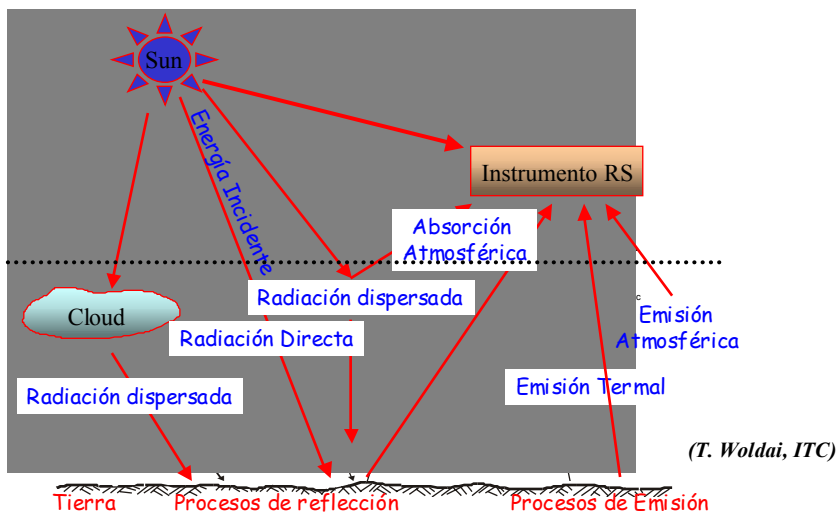 Sun
Energía Incidente
Instrumento RS
Absorción
Atmosférica
Radiación dispersada
c
Cloud
Radiación Directa
Emisión
Atmosférica
Radiación dispersada
Emisión Termal
(T. Woldai, ITC)
Tierra
Procesos de reflección
Procesos de Emisión